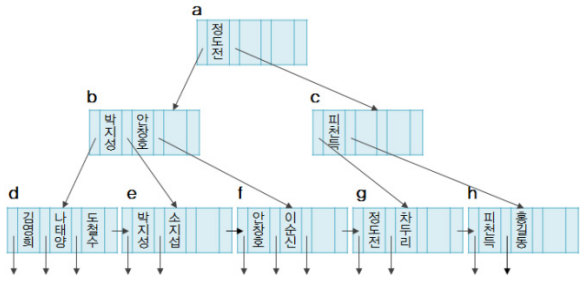 a
정도전
b
박지성
안창호
c
피천득
d
김영희
나태양
도철수
e
박지성
소지섭
f
안창호
이순신
g
정도전
차두리
h
피천득
홍길동